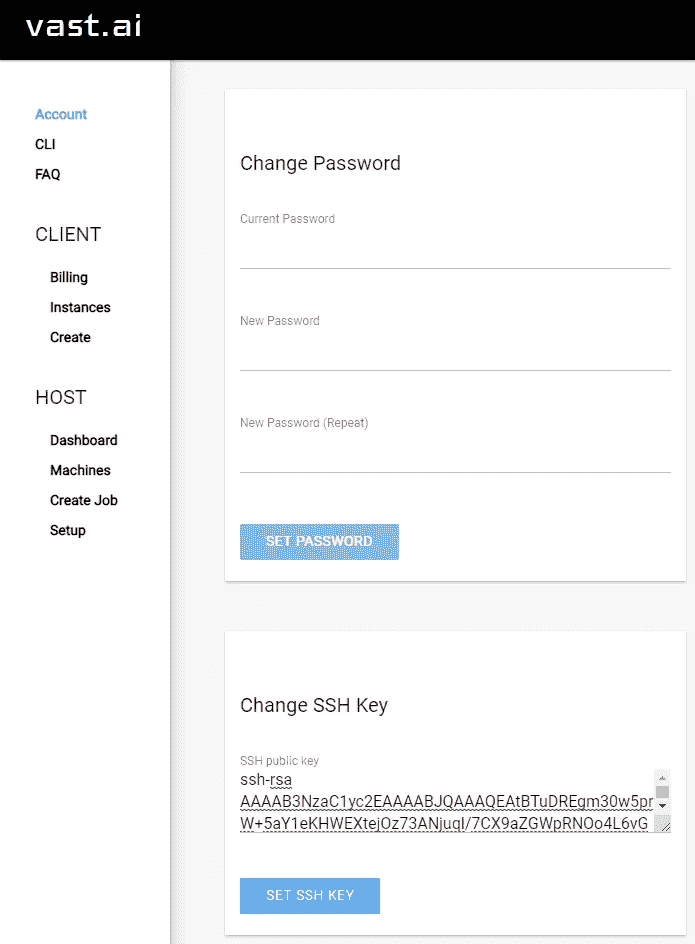 vast.ai
Account
CLI
FAQ
CLIENT
Billing
Instances
Create
HOST
Dashboard
Machines
Create Job
Setup
Change Password
Current Password
New Password
New Password (Repeat)
SET PASSWORD
Change SSH Key
SSH public key
ssh-rsa
AAAAB3NzaC1yc2EAAAABJQAAAQEAtBTuDREgm30w5pr
W+5aY1eKHWEXtejOz73ANjuqI/7CX9aZGWpRNOo4L6vG
SET SSH KEY